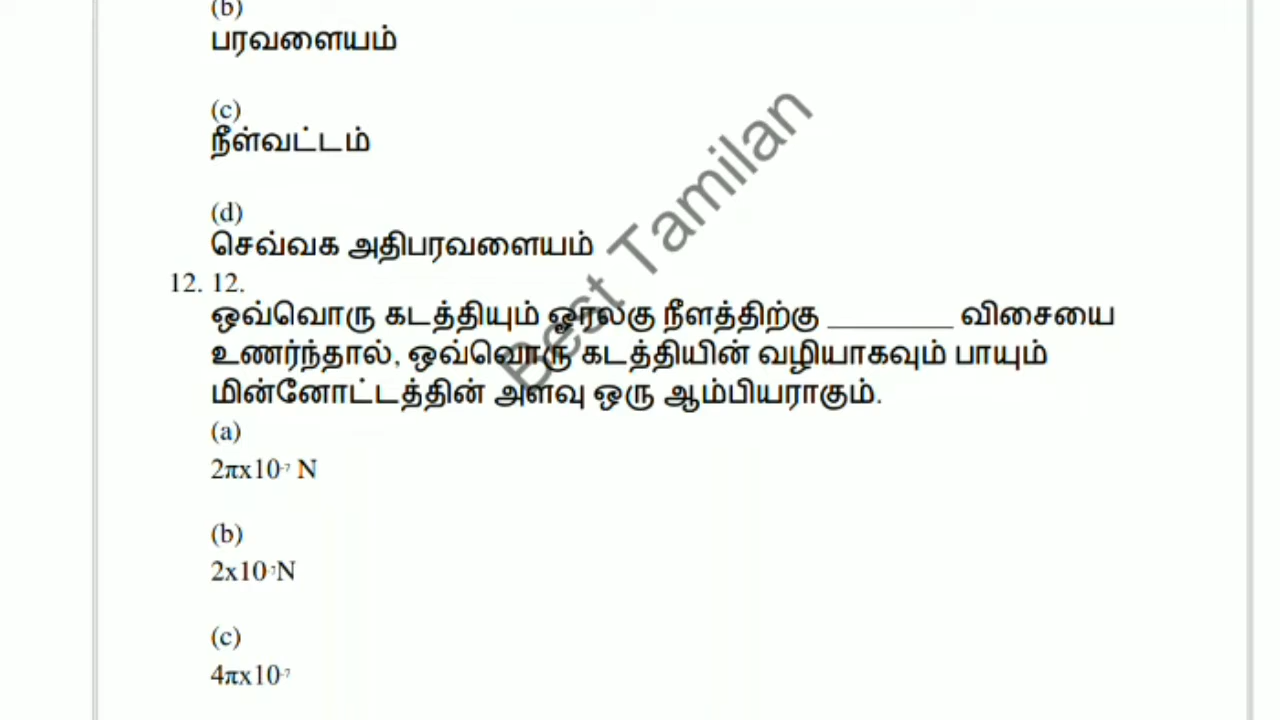 (b)
பரவளையம்
(c)
நீள்வட்டம்
(d)
செவ்வக அதிபரவளையம்
12. 12.
ஒவ்வொரு கடத்தியும் ஓரலகு நீளத்திற்கு _________ விசையை
உணர்ந்தால், ஒவ்வொரு கடத்தியின் வழியாகவும் பாயும்
மின்னோட்டத்தின் அளவு ஒரு ஆம்பியராகும்.
(a)
2πx10⁻⁷ N
(b)
2x10⁻⁷N
(c)
4πx10⁻⁷
Best Tamilan